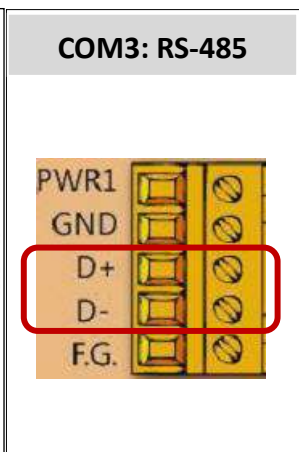 COM3: RS-485
PWR1
GND
D+
D-
F.G.